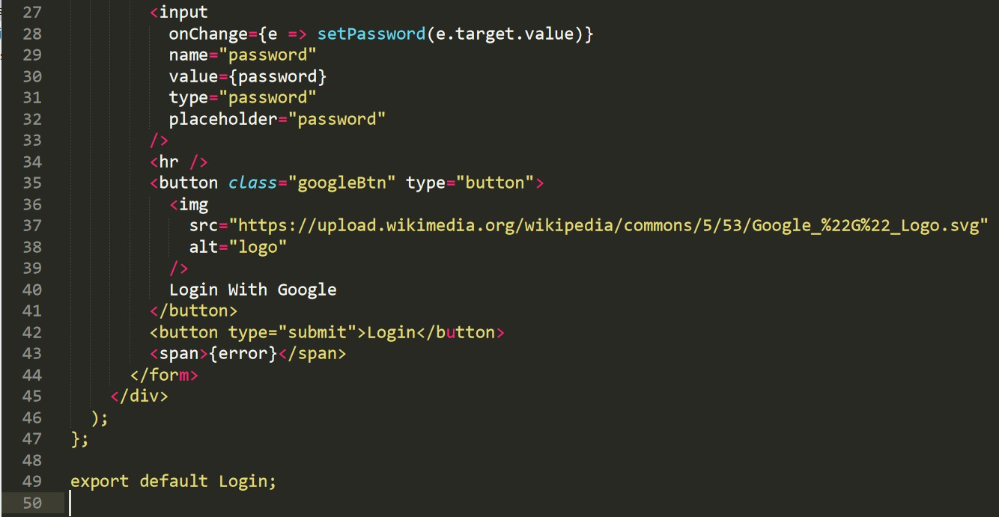 27 <input
28 onChange={e => setPassword(e.target.value)}
29 name="password"
30 value={password}
31 type="password"
32 placeholder="password"
33 />
34 <hr />
35 <button class="googleBtn" type="button">
36 <img
37 src="https://upload.wikimedia.org/wikipedia/commons/5/53/Google_%22G%22_Logo.svg"
38 alt="logo"
39 />
40 Login With Google
41 </button>
42 <button type="submit">Login</button>
43 <span>{error}</span>
44 </form>
45 </div>
46 );
47 };
48
49 export default Login;
50